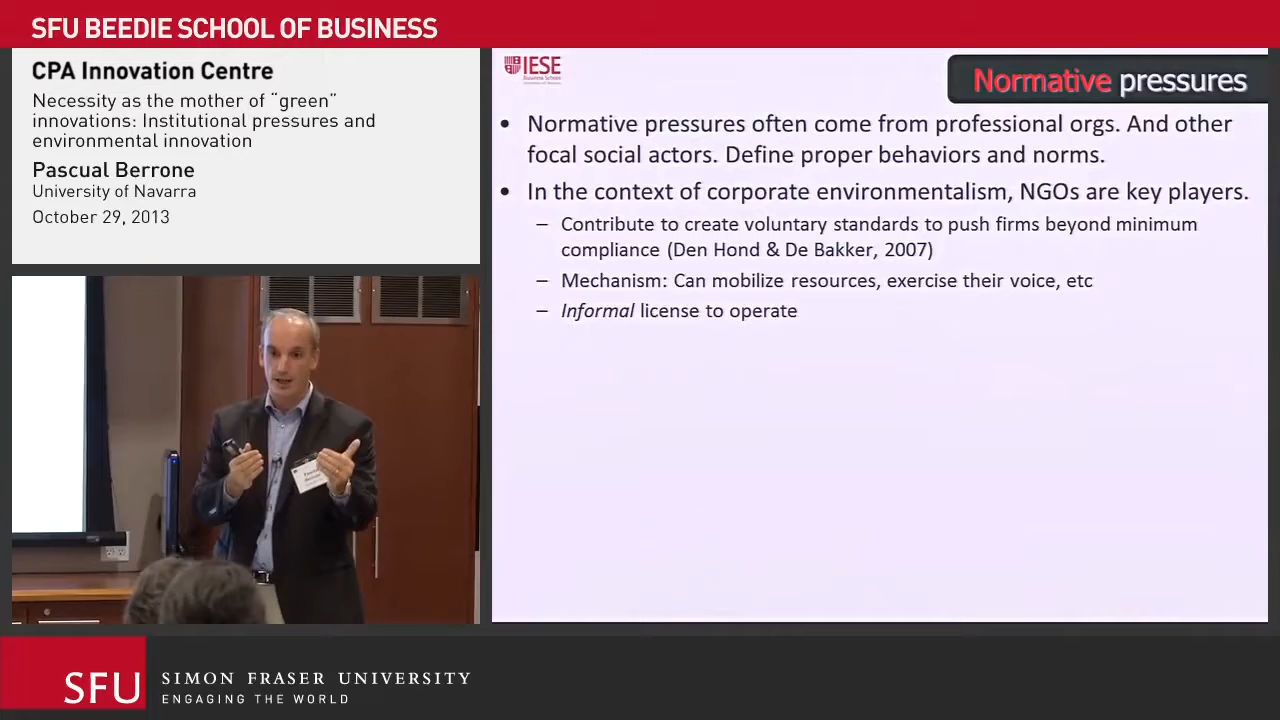 SFU BEEDIE SCHOOL OF BUSINESS
CPA Innovation Centre
Necessity as the mother of “green”
innovations: Institutional pressures and
environmental innovation
Pascual Berrone
University of Navarra
October 29, 2013
IESE
Business School
Normative pressures
• Normative pressures often come from professional orgs. And other
focal social actors. Define proper behaviors and norms.
• In the context of corporate environmentalism, NGOs are key players.
– Contribute to create voluntary standards to push firms beyond minimum
compliance (Den Hond & De Bakker, 2007)
– Mechanism: Can mobilize resources, exercise their voice, etc
– Informal license to operate
SFU
SIMON FRASER UNIVERSITY
ENGAGING THE WORLD